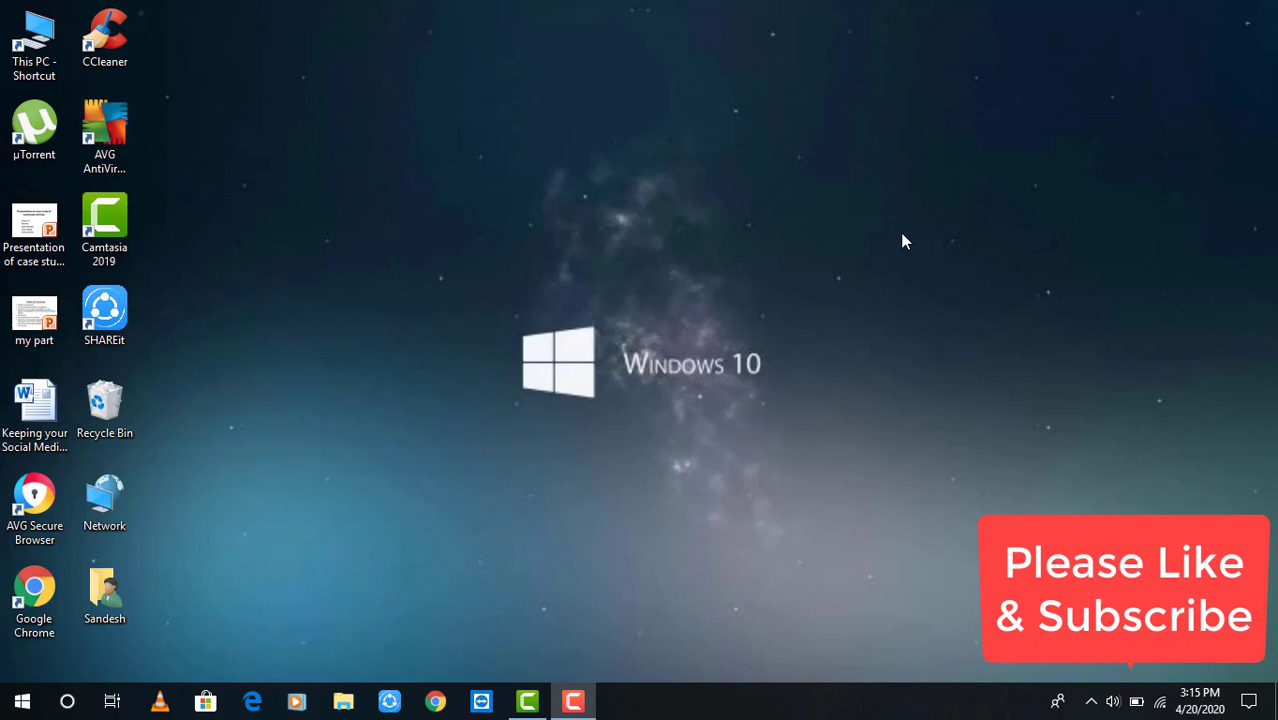 This PC -
Shortcut
CCleaner
µTorrent
AVG
AntiVir...
Presentation
of case stu...
Camtasia
2019
my part
SHAREit
Keeping your
Social Medi...
Recycle Bin
AVG Secure
Browser
Network
Google
Chrome
Sandesh
WINDOWS 10
Please Like
& Subscribe
3:15 PM
4/20/2020